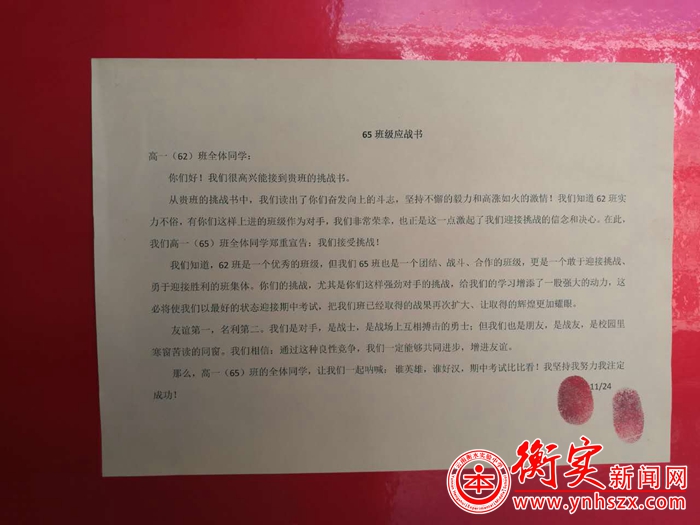 65 班级应战书
高一（62）班全体同学：
你们好！我们很高兴能接到贵班的挑战书。
从贵班的挑战书中，我们读出了你们奋发向上的斗志，坚持不懈的毅力和高涨如火的激情！我们知道 62 班实
力不俗，有你们这样上进的班级作为对手，我们非常荣幸，也正是这一点激起了我们迎接挑战的信念和决心。在此，
我们高一（65）班全体同学郑重宣告：我们接受挑战！
我们知道，62 班是一个优秀的班级，但我们 65 班也是一个团结、战斗、合作的班级，更是一个敢于迎接挑战、
勇于迎接胜利的班集体。你们的挑战，尤其是你们这样强劲对手的挑战，给我们的学习增添了一股强大的动力，这
必将使我们以最好的状态迎接期中考试，把我们班已经取得的战果再次扩大、让取得的辉煌更加耀眼。
友谊第一，名利第二。我们是对手，是战士，是战场上互相搏击的勇士；但我们也是朋友，是战友，是校园里
寒窗苦读的同窗。我们相信：通过这种良性竞争，我们一定能够共同进步，增进友谊。
那么，高一（65）班的全体同学，让我们一起呐喊：谁英雄，谁好汉，期中考试比比看！我坚持我努力我注定
成功！
11/24
云南衡水实验中学
衡实新闻网
www.ynhszx.com